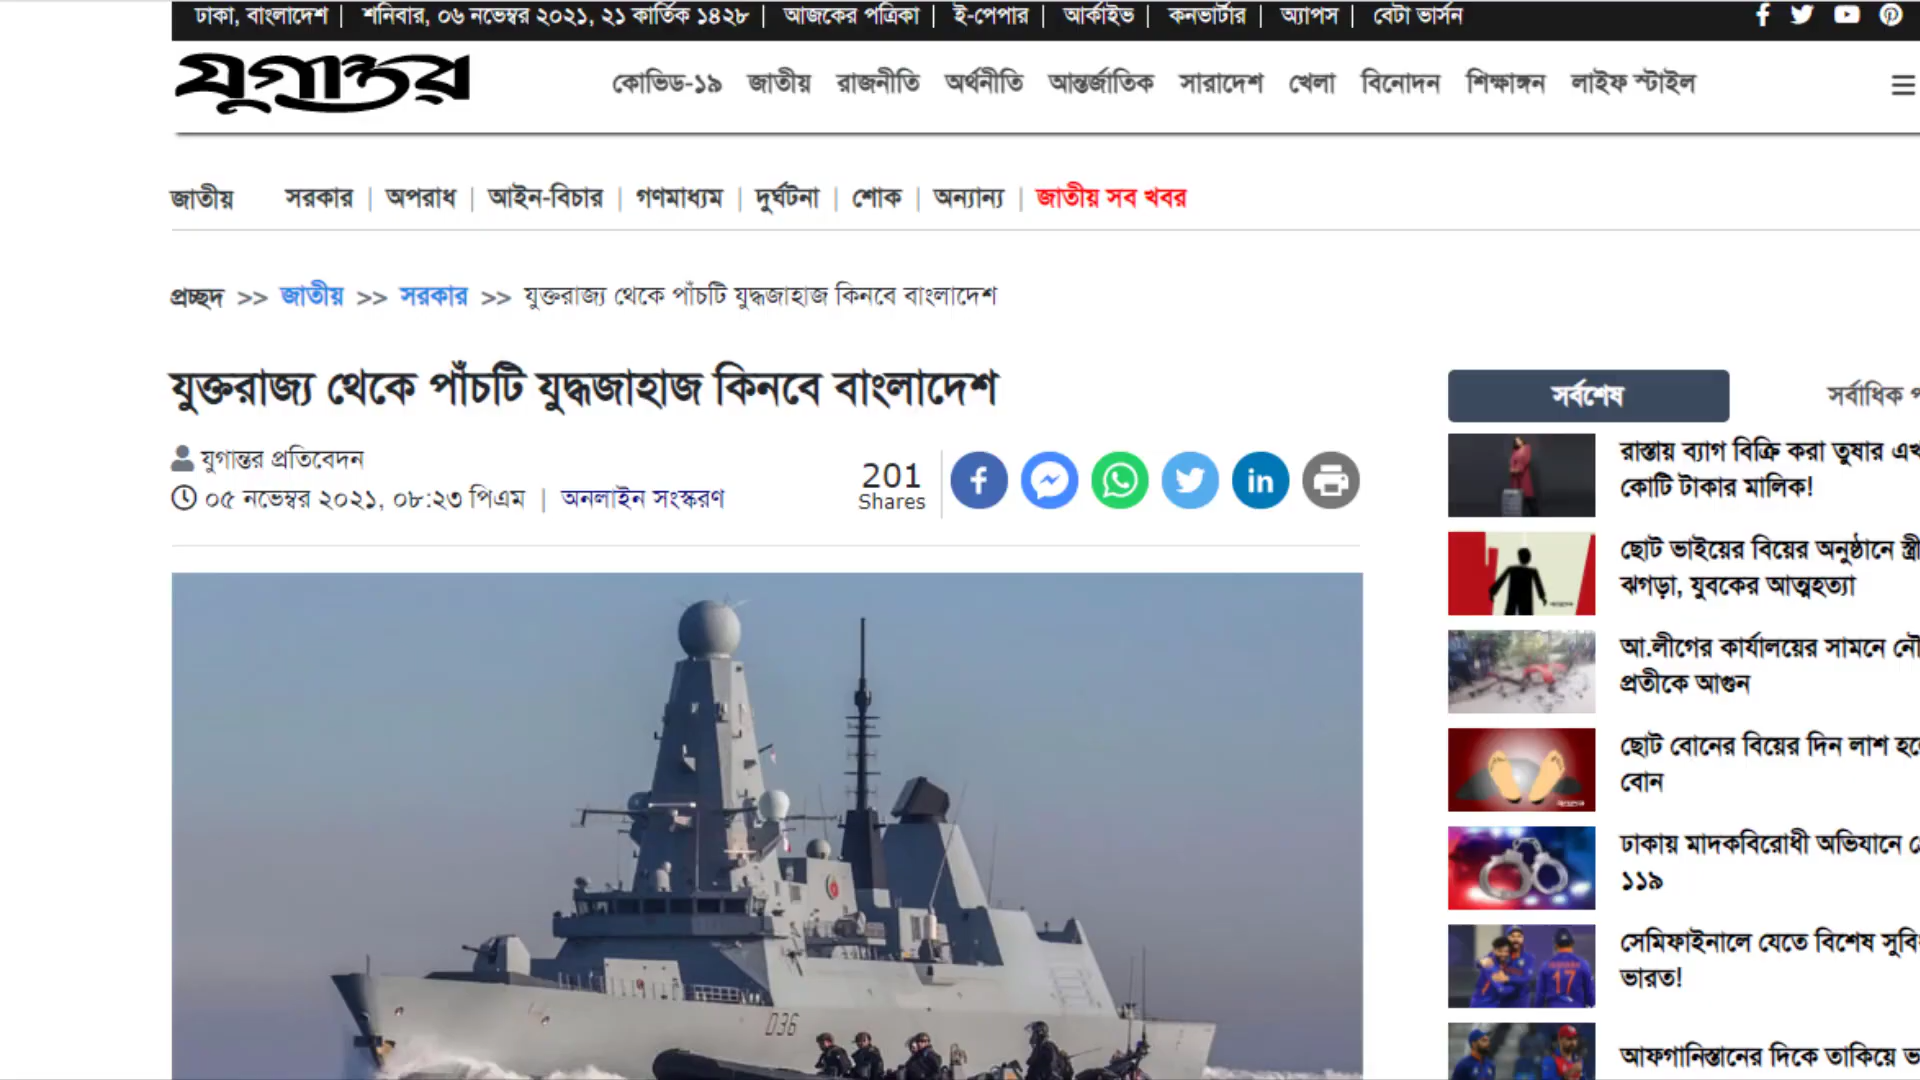 ঢাকা, বাংলাদেশ | শনিবার, ০৬ নভেম্বর ২০২১, ২১ কার্তিক ১৪২৮ | আজকের পত্রিকা | ই-পেপার | আর্কাইভ | কনভার্টার | অ্যাপস | বেটা ভার্সন
যুগান্তর
কোভিড-১৯ জাতীয় রাজনীতি অর্থনীতি আন্তর্জাতিক সারাদেশ খেলা বিনোদন শিক্ষাঙ্গন লাইফ স্টাইল
জাতীয় সরকার | অপরাধ | আইন-বিচার | গণমাধ্যম | দুর্ঘটনা | শোক | অন্যান্য | জাতীয় সব খবর
প্রচ্ছদ >> জাতীয় >> সরকার >> যুক্তরাজ্য থেকে পাঁচটি যুদ্ধজাহাজ কিনবে বাংলাদেশ
যুক্তরাজ্য থেকে পাঁচটি যুদ্ধজাহাজ কিনবে বাংলাদেশ
যুগান্তর প্রতিবেদন
০৫ নভেম্বর ২০২১, ০৮:২৩ পিএম | অনলাইন সংস্করণ
201
Shares
D36
সর্বশেষ
সর্বাধিক
রাস্তায় ব্যাগ বিক্রি করা তুষার
কোটি টাকার মালিক!
ছোট ভাইয়ের বিয়ের অনুষ্ঠানে
ঝগড়া, যুবকের আত্মহত্যা
আ.লীগের কার্যালয়ের সামনে
প্রতীকে আগুন
ছোট বোনের বিয়ের দিন লাশ
বোন
ঢাকায় মাদকবিরোধী অভিযানে
১১৯
সেমিফাইনালে যেতে বিশেষ
ভারত!
17
আফগানিস্তানের দিকে তাকিয়ে